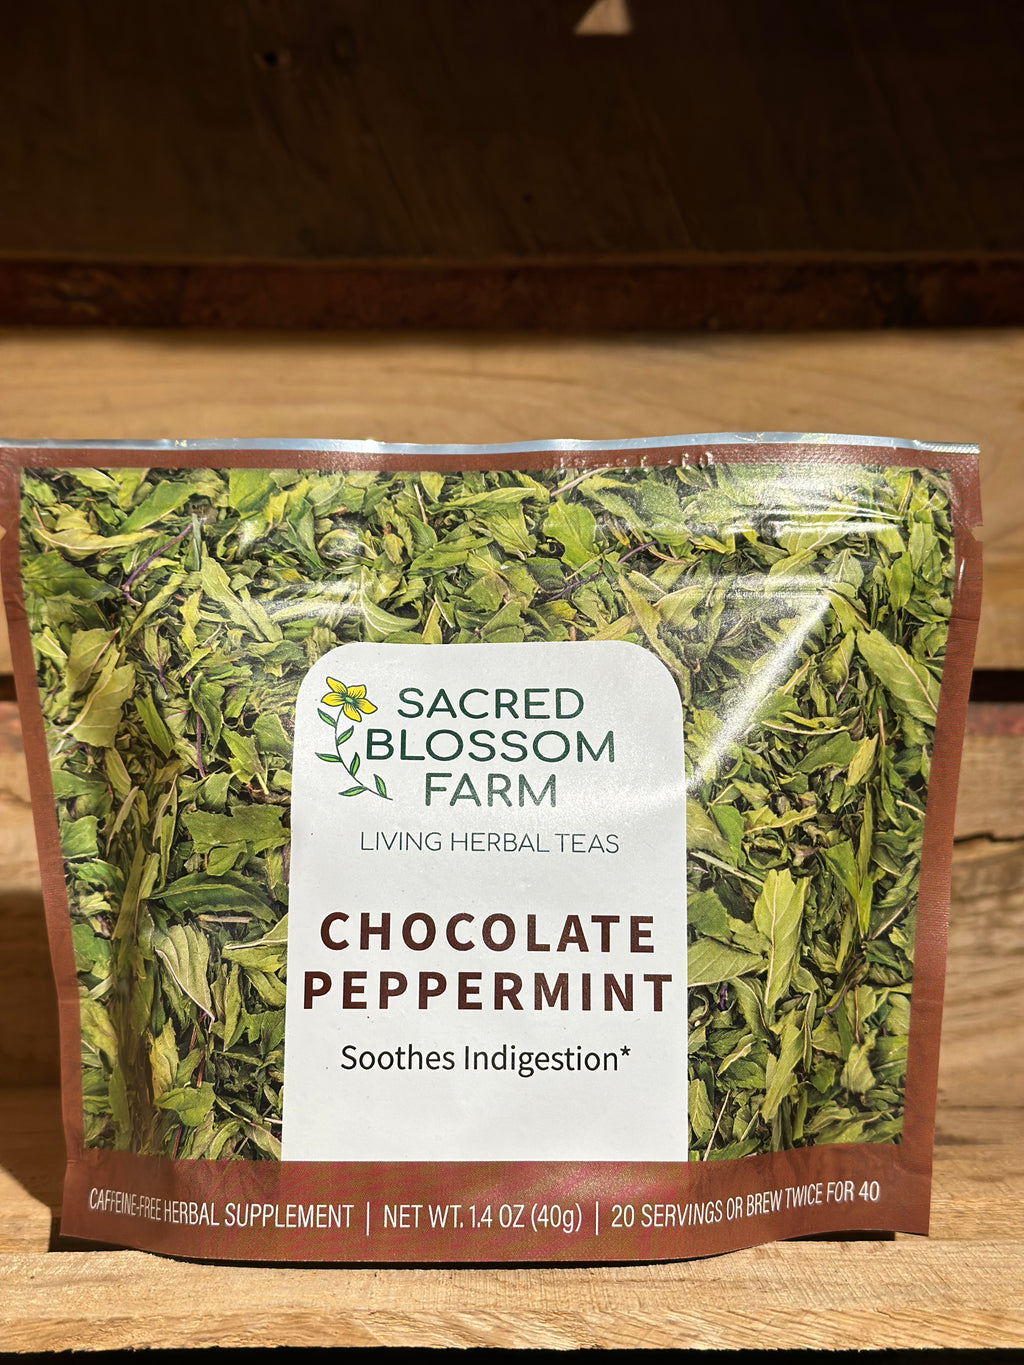 SACRED
BLOSSOM
FARM
LIVING HERBAL TEAS
CHOCOLATE
PEPPERMINT
Soothes Indigestion*
CAFFEINE-FREE HERBAL SUPPLEMENT | NET WT. 1.4 OZ (40g) | 20 SERVINGS OR BREW TWICE FOR 40